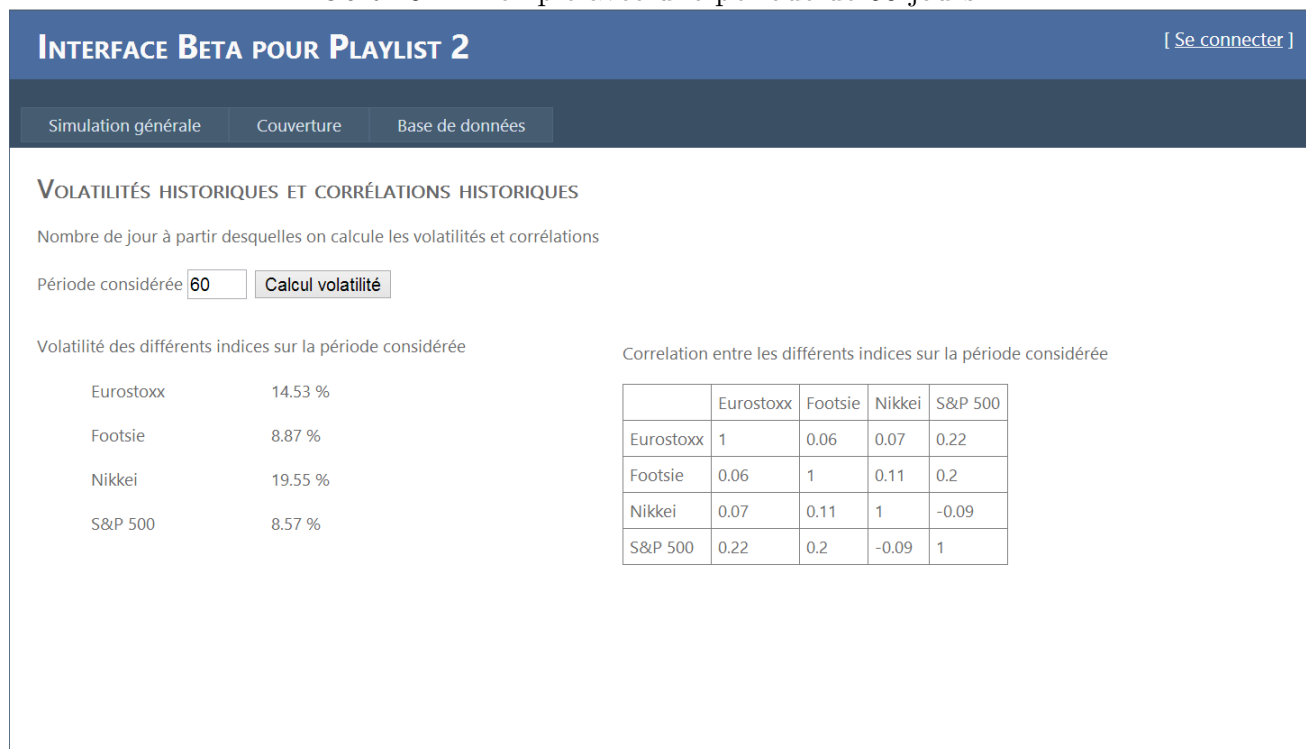 Interface Beta pour Playlist 2
[ Se connecter ]
Simulation générale Couverture Base de données
Volatilités historiques et corrélations historiques
Nombre de jour à partir desquelles on calcule les volatilités et corrélations
Période considérée 60 Calcul volatilité
Volatilité des différents indices sur la période considérée
Eurostoxx 14.53 %
Footsie 8.87 %
Nikkei 19.55 %
S&P 500 8.57 %
Correlation entre les différents indices sur la période considérée
Eurostoxx Footsie Nikkei S&P 500
Eurostoxx 1 0.06 0.07 0.22
Footsie 0.06 1 0.11 0.2
Nikkei 0.07 0.11 1 -0.09
S&P 500 0.22 0.2 -0.09 1